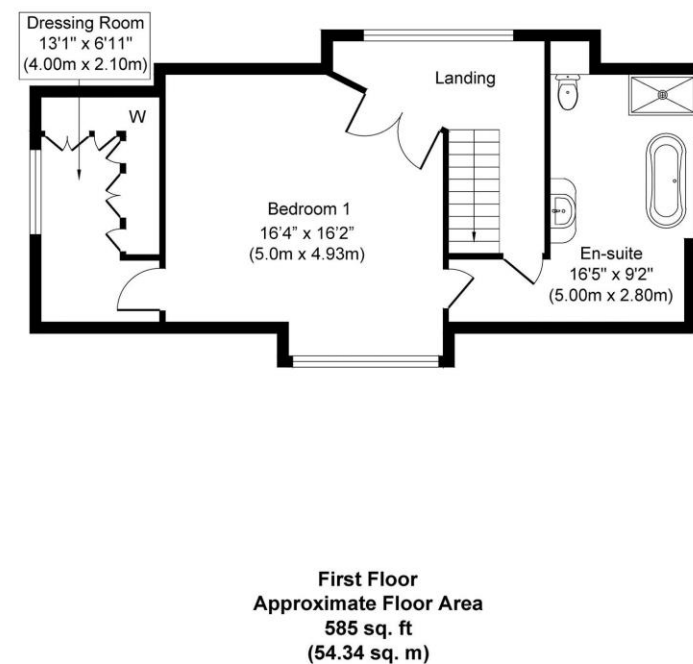 Dressing Room
13'1" x 6'11"
(4.00m x 2.10m)
W
Landing
Bedroom 1
16'4" x 16'2"
(5.0m x 4.93m)
En-suite
16'5" x 9'2"
(5.00m x 2.80m)
First Floor
Approximate Floor Area
585 sq. ft
(54.34 sq. m)